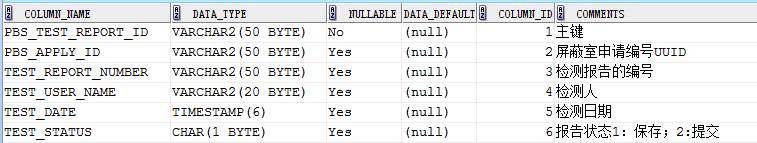 COLUMN_NAME DATA_TYPE NULLABLE DATA_DEFAULT COLUMN_ID COMMENTS
PBS_TEST_REPORT_ID VARCHAR2(50 BYTE) No (null) 1 主键
PBS_APPLY_ID VARCHAR2(50 BYTE) Yes (null) 2 屏蔽室申请编号UUID
TEST_REPORT_NUMBER VARCHAR2(50 BYTE) Yes (null) 3 检测报告的编号
TEST_USER_NAME VARCHAR2(20 BYTE) Yes (null) 4 检测人
TEST_DATE TIMESTAMP(6) Yes (null) 5 检测日期
TEST_STATUS CHAR(1 BYTE) Yes (null) 6 报告状态1：保存；2:提交